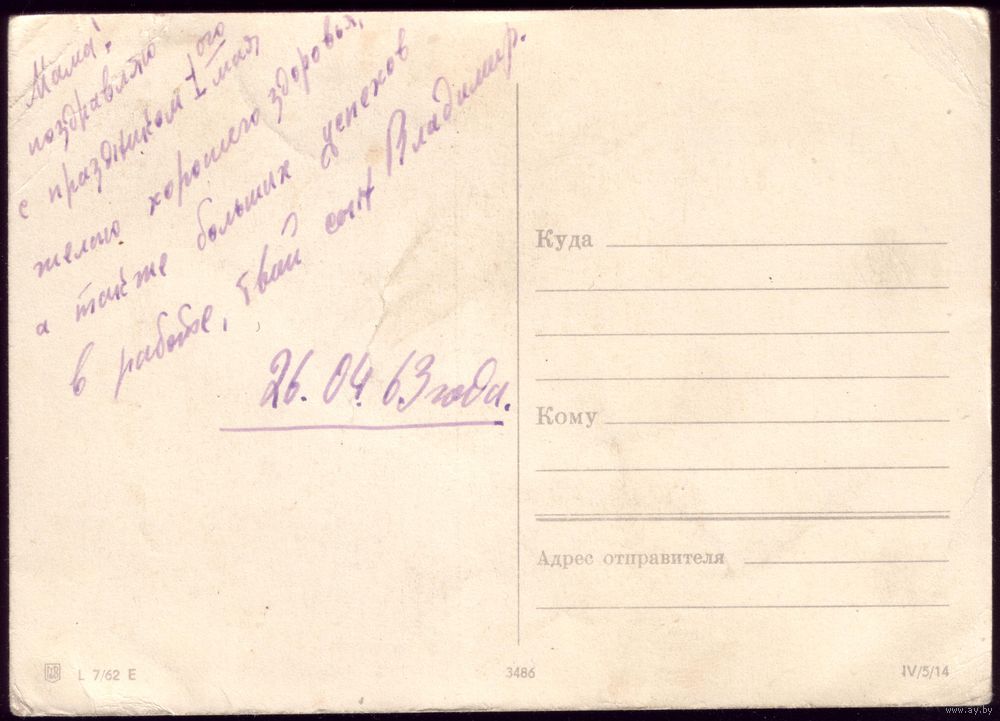 Мама!
поздравляю
с праздником 1ого мая,
желаю хорошего здоровья,
а также больших успехов
в работе, твой сын Владимир.
26.04.63 года.
Куда
Кому
Адрес отправителя
L 7/62 E
3486
IV/5/14
www.ay.by